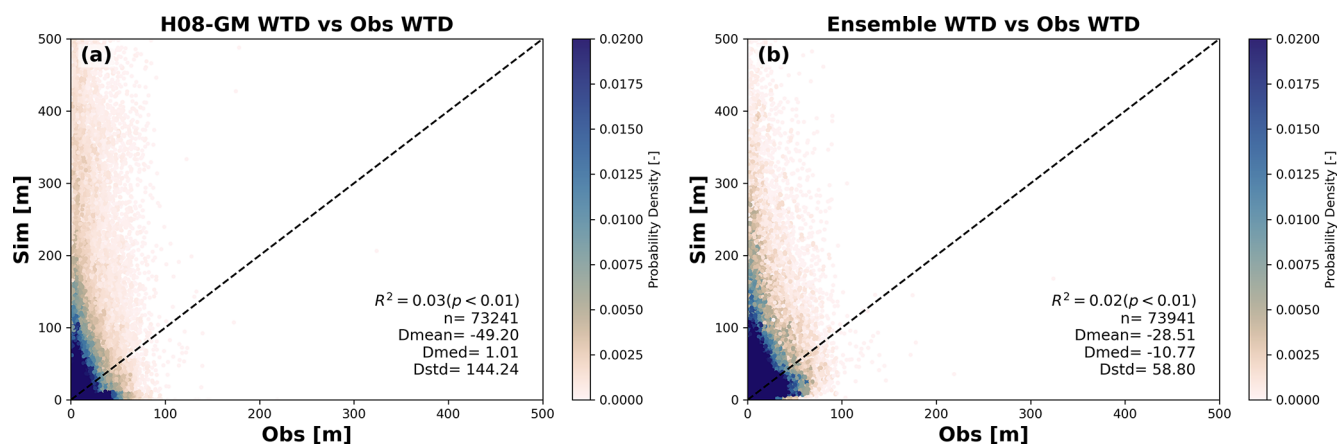 H08-GM WTD vs Obs WTD
(a)
Sim [m]
500
400
300
200
100
0
0 100 200 300 400 500
Obs [m]
R² = 0.03(p < 0.01)
n= 73241
Dmean= -49.20
Dmed= 1.01
Dstd= 144.24
0.0200
0.0175
0.0150
0.0125
0.0100
0.0075
0.0050
0.0025
0.0000
Probability Density [-]
Ensemble WTD vs Obs WTD
(b)
Sim [m]
500
400
300
200
100
0
0 100 200 300 400 500
Obs [m]
R² = 0.02(p < 0.01)
n= 73941
Dmean= -28.51
Dmed= -10.77
Dstd= 58.80
0.0200
0.0175
0.0150
0.0125
0.0100
0.0075
0.0050
0.0025
0.0000
Probability Density [-]